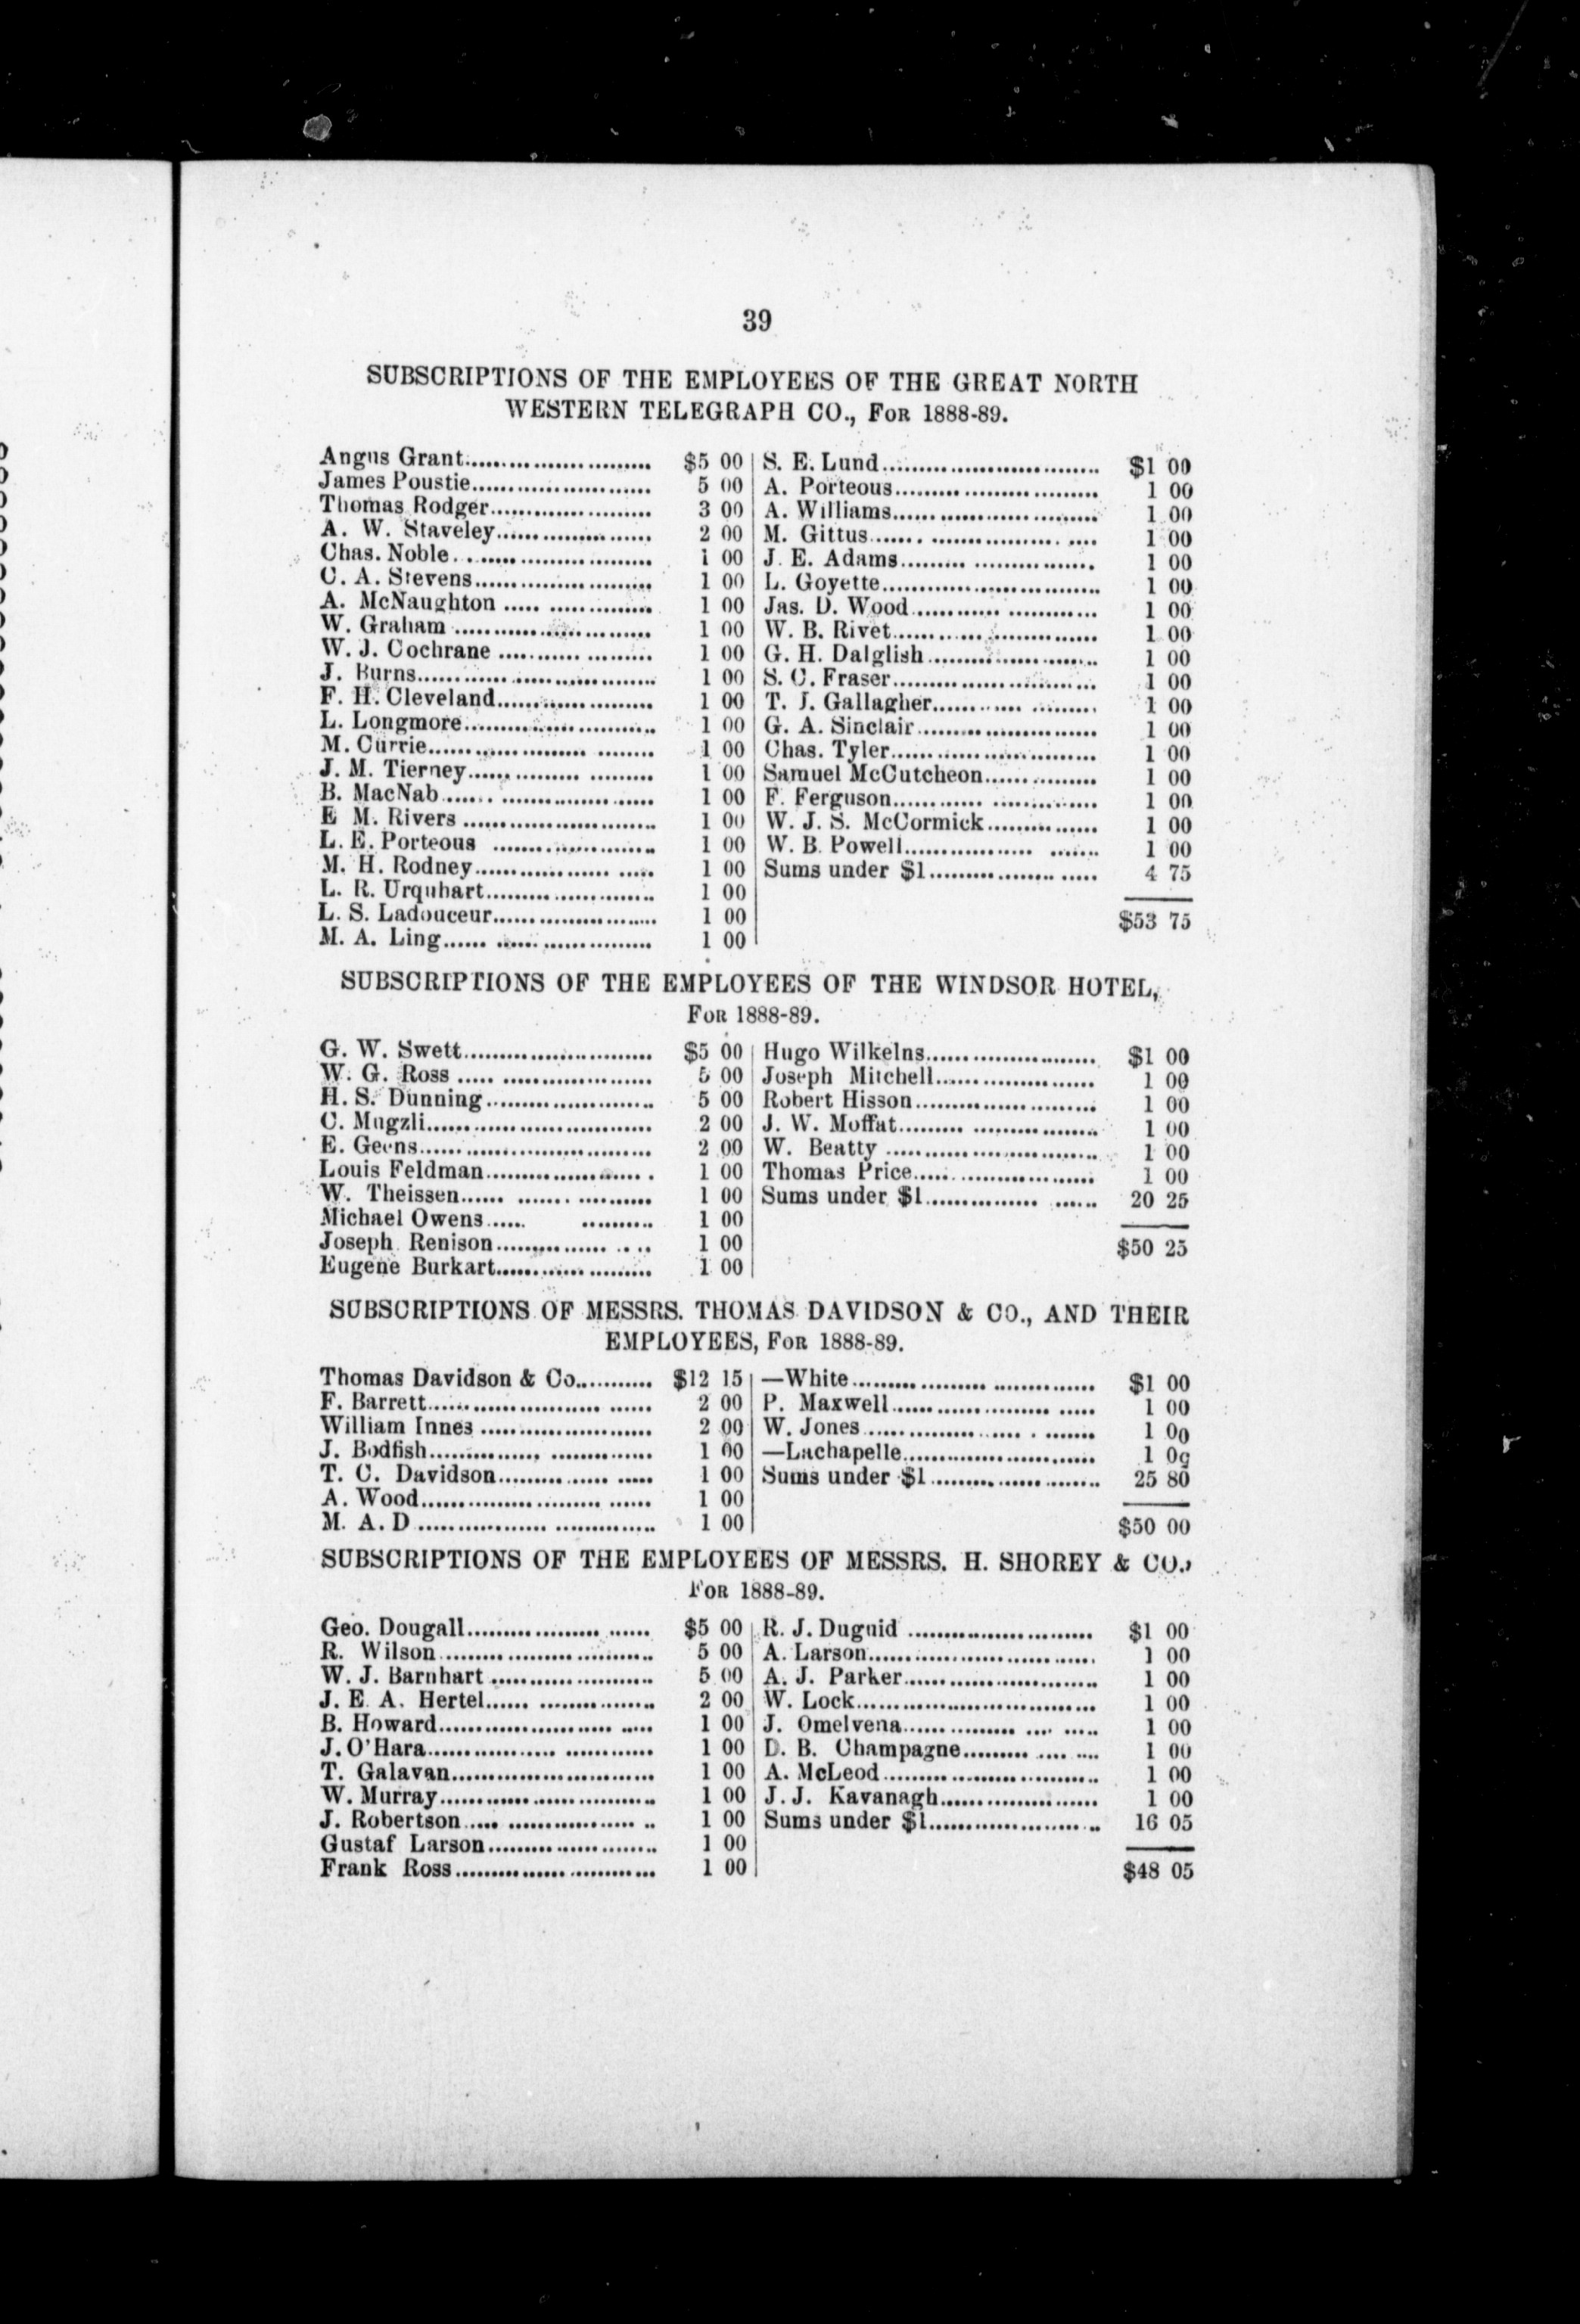 39
SUBSCRIPTIONS OF THE EMPLOYEES OF THE GREAT NORTH
WESTERN TELEGRAPH CO., FOR 1888-89.
Angus Grant.......................... $5 00
James Poustie......................... 5 00
Thomas Rodger...................... 3 00
A. W. Staveley...................... 2 00
Chas. Noble.......................... 1 00
C. A. Stevens......................... 1 00
A. McNaughton ..... .............. 1 00
W. Graham ........................... 1 00
W. J. Cochrane ............ ......... 1 00
J. Burns................................ 1 00
F. H. Cleveland...................... 1 00
L. Longmore.......................... 1 00
M. Currie...................... ........ 1 00
J. M. Tierney............... ......... 1 00
B. MacNab....... ..................... 1 00
E M. Rivers ........................... 1 00
L. E. Porteous ....................... 1 00
M. H. Rodney................... ..... 1 00
L. R. Urquhart....................... 1 00
L. S. Ladouceur...................... 1 00
M. A. Ling...... ...... ............... 1 00
S. E. Lund.............................. $1 00
A. Porteous............................ 1 00
A. Williams............................ 1 00
M. Gittus....... .................. .... 1 00
J. E. Adams......... ................. 1 00
L. Goyette.............................. 1 00
Jas. D. Wood............ ............ 1 00
W. B. Rivet............................ 1 00
G. H. Dalglish........................ 1 00
S. C. Fraser............................ 1 00
T. J. Gallagher............ ......... 1 00
G. A. Sinclair......................... 1 00
Chas. Tyler............................ 1 00
Samuel McCutcheon............... 1 00
F. Ferguson............ .............. 1 00
W. J. S. McCormick............... 1 00
W. B. Powell.................. ....... 1 00
Sums under $1.................. ..... 4 75
$53 75
SUBSCRIPTIONS OF THE EMPLOYEES OF THE WINDSOR HOTEL,
FOR 1888-89.
G. W. Swett.......................... $5 00
W. G. Ross ..... ..................... 5 00
H. S. Dunning....................... 5 00
C. Mugzli............................... 2 00
E. Geens................................ 2 00
Louis Feldman...................... . 1 00
W. Theissen...... ....... .......... 1 00
Michael Owens...... .......... 1 00
Joseph Renison............... .. .. 1 00
Eugene Burkart...................... 1 00
Hugo Wilkelns........................ $1 00
Joseph Mitchell...................... 1 00
Robert Hisson......................... 1 00
J. W. Moffat......... ................. 1 00
W. Beatty .............................. 1 00
Thomas Price..... .................... 1 00
Sums under $1............... ...... 20 25
$50 25
SUBSCRIPTIONS OF MESSRS. THOMAS DAVIDSON & CO., AND THEIR
EMPLOYEES, FOR 1888-89.
Thomas Davidson & Co........... $12 15
F. Barrett........................ ...... 2 00
William Innes ........................ 2 00
J. Bodfish............... .............. 1 00
T. C. Davidson............... ..... 1 00
A. Wood......................... ...... 1 00
M. A. D .................. .............. 1 00
—White................... .............. $1 00
P. Maxwell...................... ..... 1 00
W. Jones...................... . ....... 1 00
—Lachapelle........................... 1 00
Sums under $1........................ 25 80
$50 00
SUBSCRIPTIONS OF THE EMPLOYEES OF MESSRS. H. SHOREY & CO.,
FOR 1888-89.
Geo. Dougall................... ...... $5 00
R. Wilson.............................. 5 00
W. J. Barnhart ....................... 5 00
J. E. A. Hertel...... ................ 2 00
B. Howard........................ ..... 1 00
J. O'Hara.................. ............ 1 00
T. Galavan............................. 1 00
W. Murray.............................. 1 00
J. Robertson..... .................. .. 1 00
Gustaf Larson........................ 1 00
Frank Ross............................. 1 00
R. J. Duguid .......................... $1 00
A. Larson................................ 1 00
A. J. Parker........................... 1 00
W. Lock................................. 1 00
J. Omelvena............... .... ..... 1 00
D. B. Champagne......... ..... .... 1 00
A. McLeod.............................. 1 00
J. J. Kavanagh...................... 1 00
Sums under $1........................ 16 05
$48 05